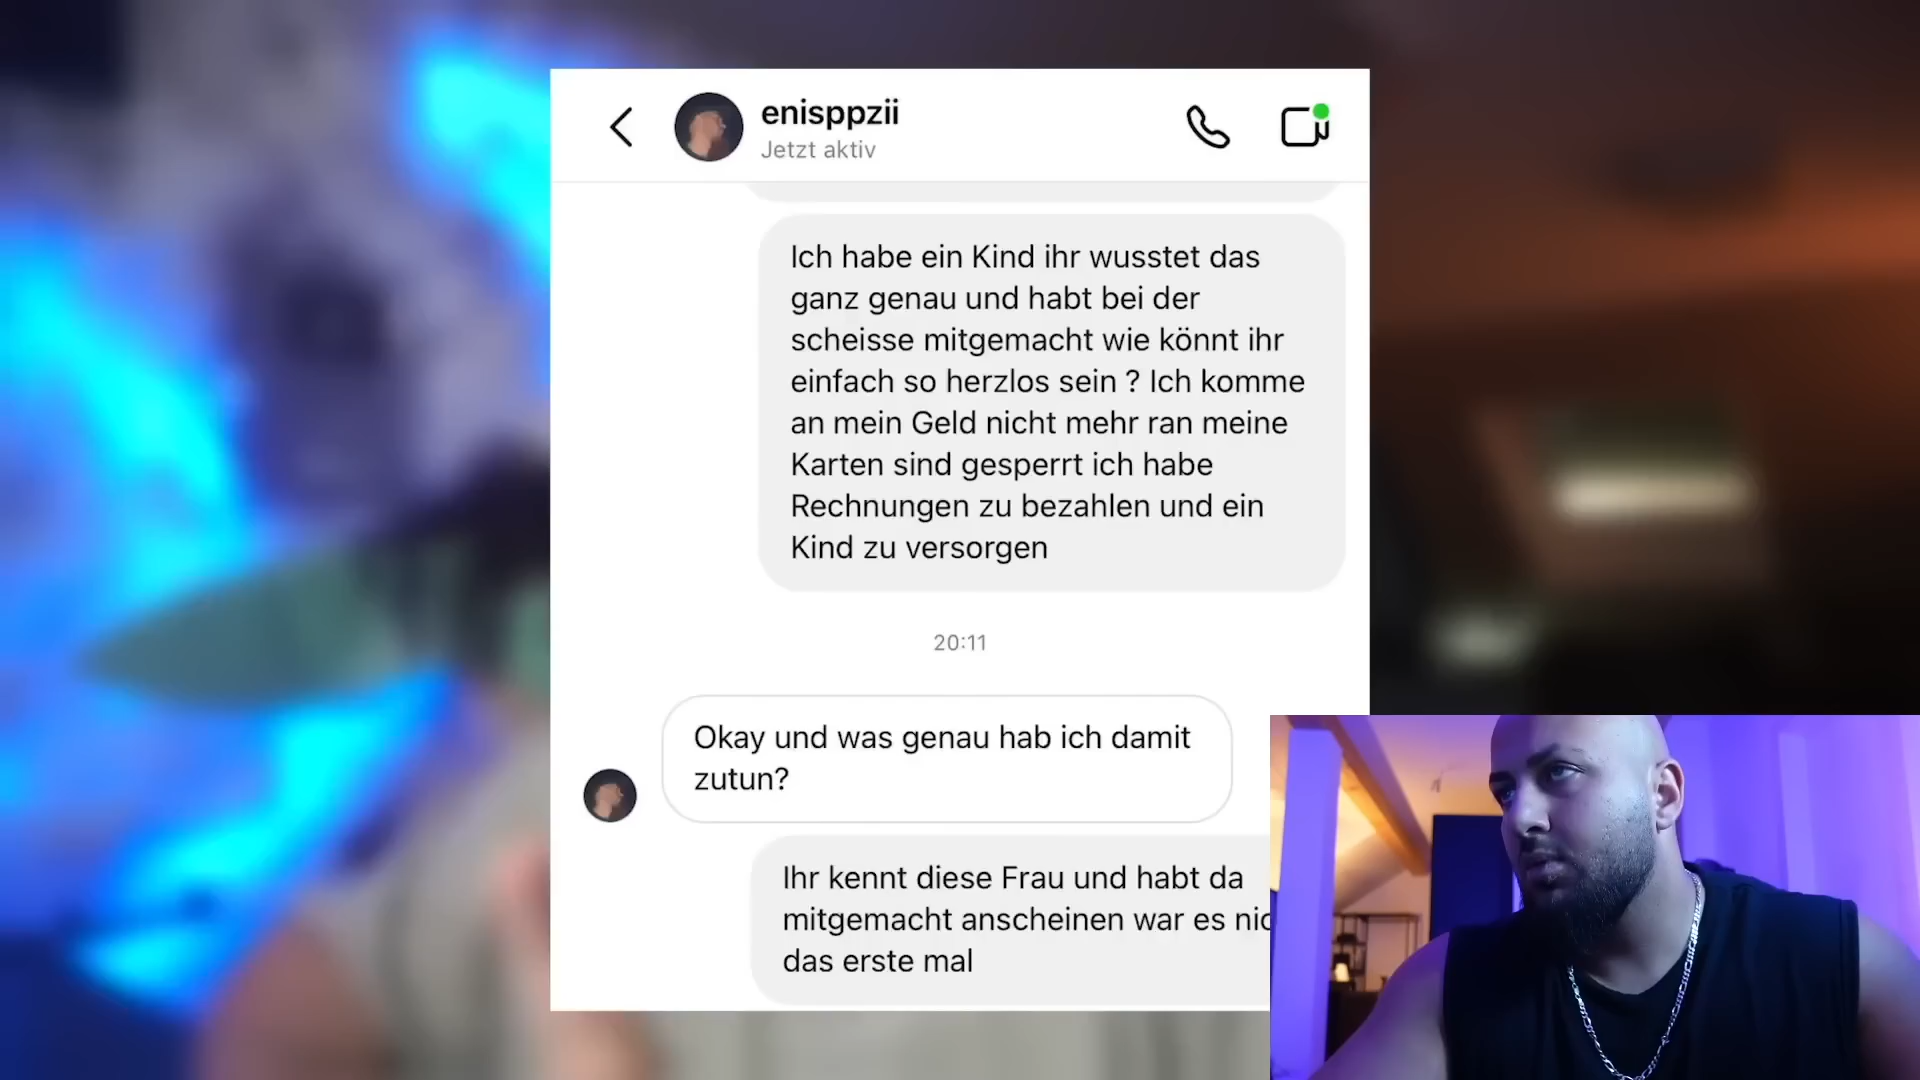 enisppzii
Jetzt aktiv
Ich habe ein Kind ihr wusstet das
ganz genau und habt bei der
scheisse mitgemacht wie könnt ihr
einfach so herzlos sein ? Ich komme
an mein Geld nicht mehr ran meine
Karten sind gesperrt ich habe
Rechnungen zu bezahlen und ein
Kind zu versorgen
20:11
Okay und was genau hab ich damit
zutun?
Ihr kennt diese Frau und habt da
mitgemacht anscheinen war es
das erste mal